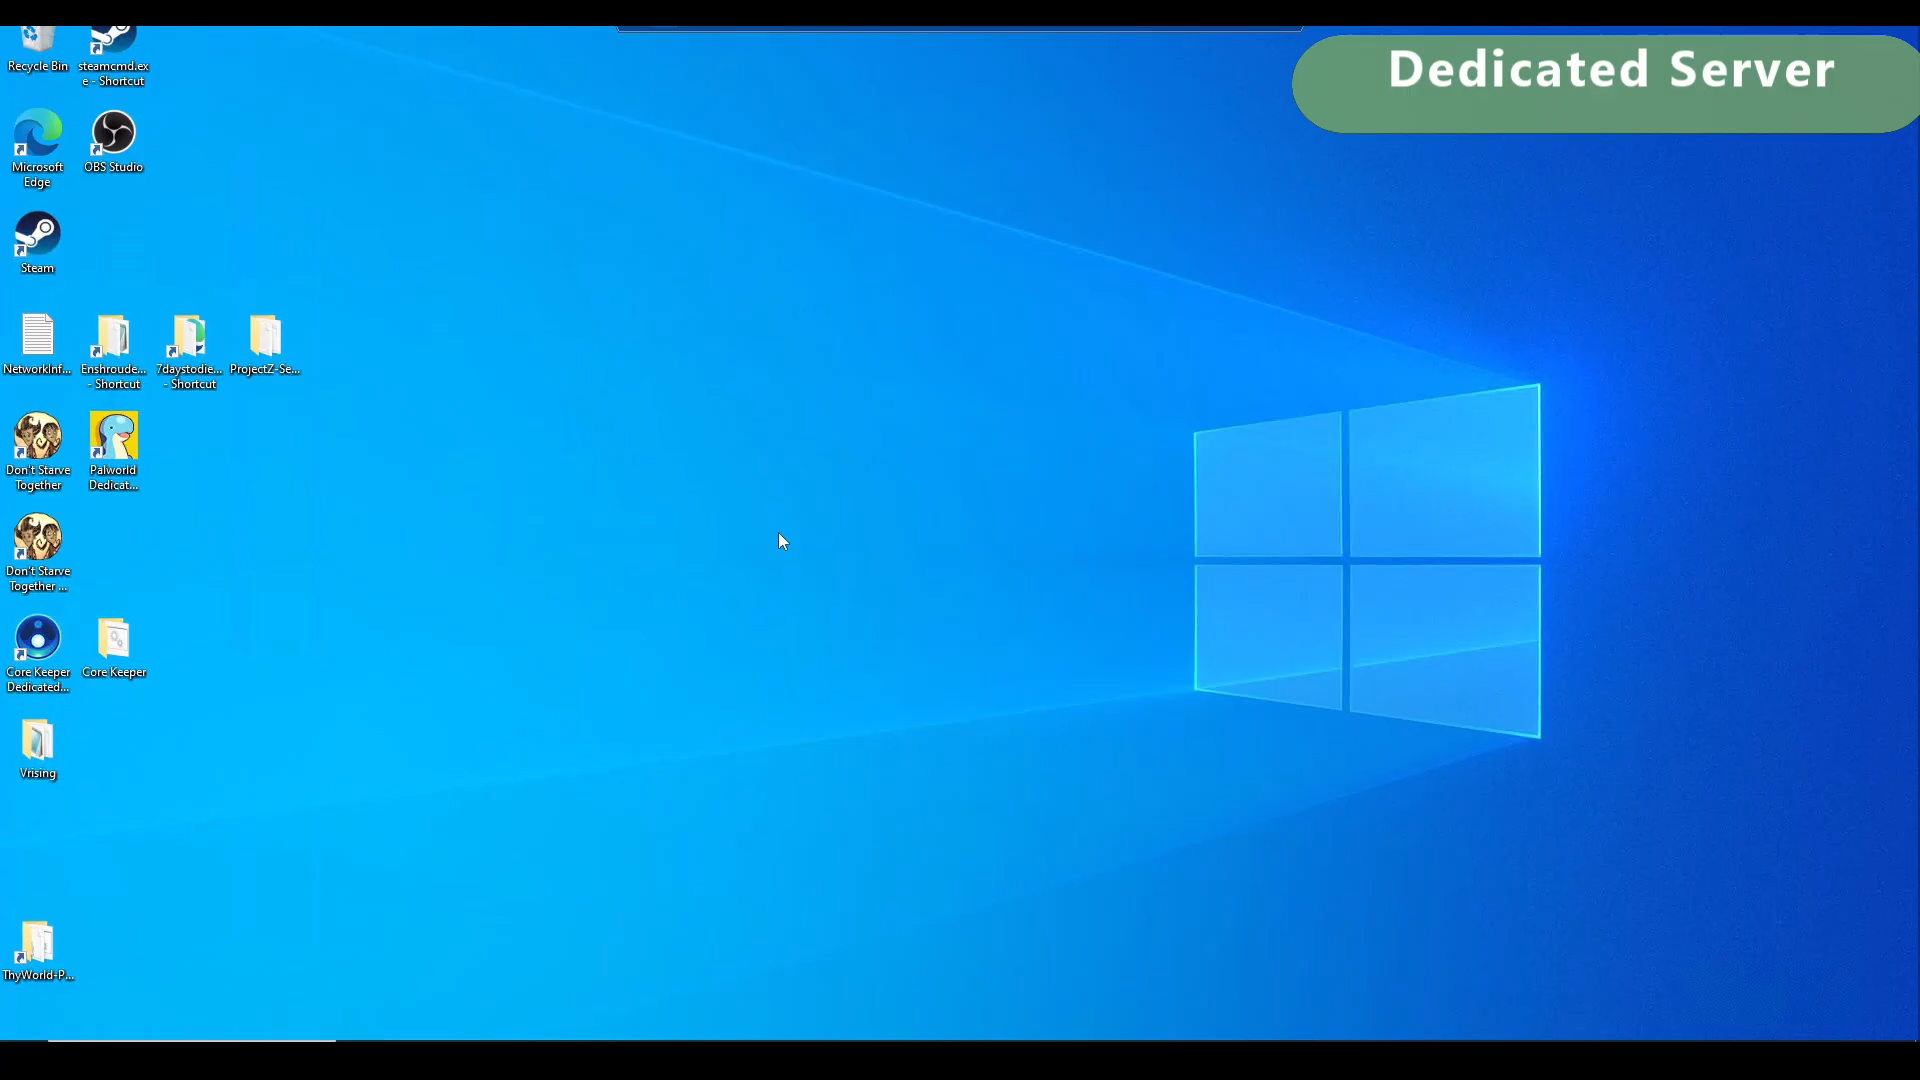 Dedicated Server
Recycle Bin
steamcmd.ex
e - Shortcut
Microsoft
Edge
OBS Studio
Steam
NetworkInf...
Enshroude...
- Shortcut
7daystodie...
- Shortcut
ProjectZ-Se...
Don't Starve
Together
Palworld
Dedicat...
Don't Starve
Together ...
Core Keeper
Dedicated...
Core Keeper
Vrising
ThyWorld-P...